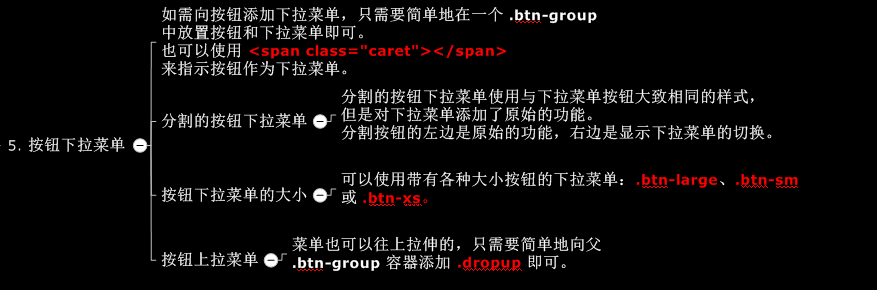 如需向按钮添加下拉菜单，只需要简单地在一个 .btn-group
中放置按钮和下拉菜单即可。
也可以使用 <span class="caret"></span>
来指示按钮作为下拉菜单。
5. 按钮下拉菜单
分割的按钮下拉菜单
分割的按钮下拉菜单使用与下拉菜单按钮大致相同的样式，
但是对下拉菜单添加了原始的功能。
分割按钮的左边是原始的功能，右边是显示下拉菜单的切换。
按钮下拉菜单的大小
可以使用带有各种大小按钮的下拉菜单：.btn-large、.btn-sm
或 .btn-xs。
按钮上拉菜单
菜单也可以往上拉伸的，只需要简单地向父
.btn-group 容器添加 .dropup 即可。